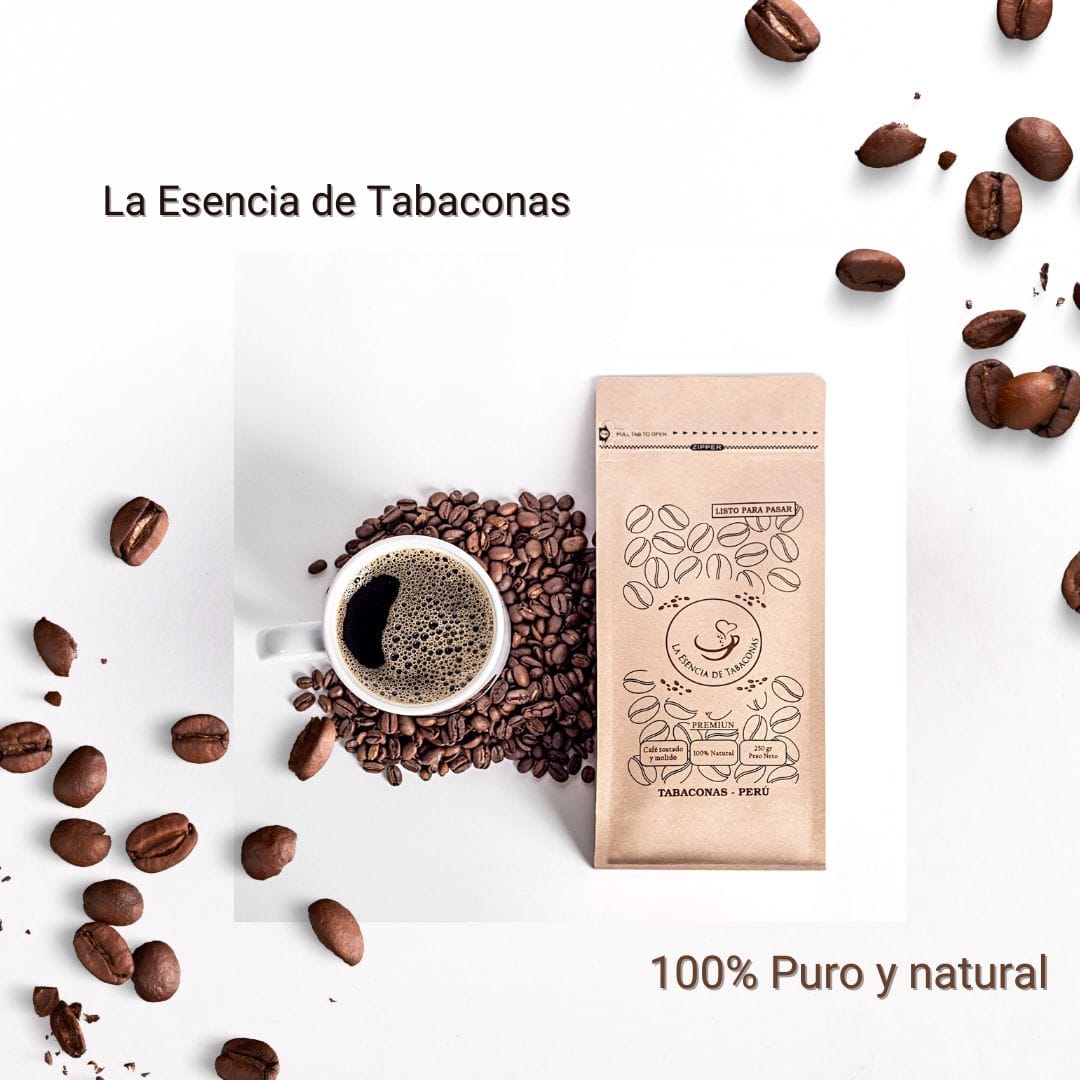 La Esencia de Tabaconas
PULL TAB TO OPEN
ZIPPER
LISTO PARA PASAR
LA ESENCIA DE TABACONAS
PREMIUN
Café tostado
y molido
100% Natural
250 gr
Peso Neto
TABACONAS - PERÚ
100% Puro y natural